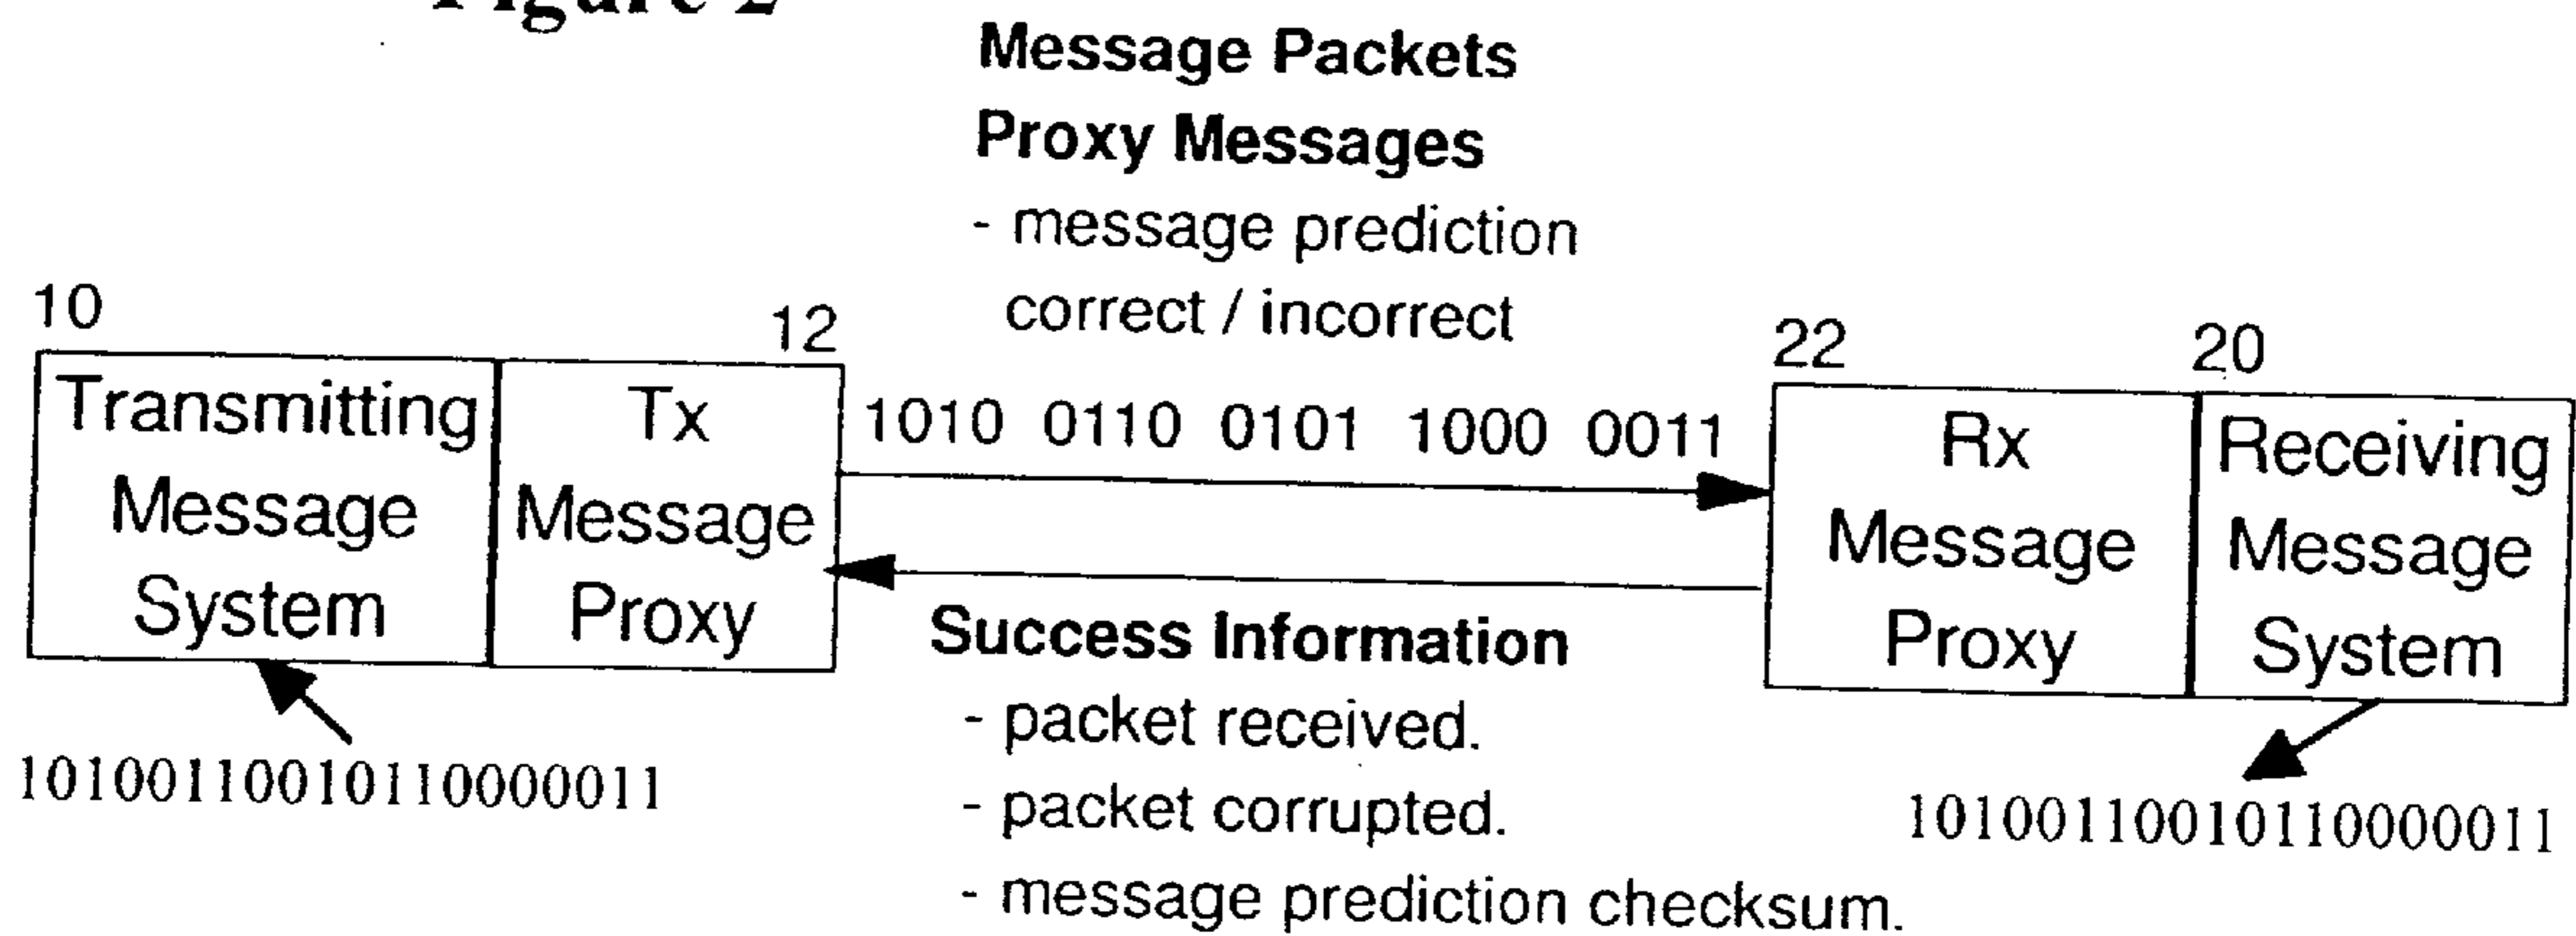 Figure 2
Message Packets
Proxy Messages
- message prediction
correct / incorrect
10
12
22
20
Transmitting
Message
System
Tx
Message
Proxy
1010 0110 0101 1000 0011
Rx
Message
Proxy
Receiving
Message
System
Success Information
- packet received.
- packet corrupted.
- message prediction checksum.
10100110010110000011
10100110010110000011